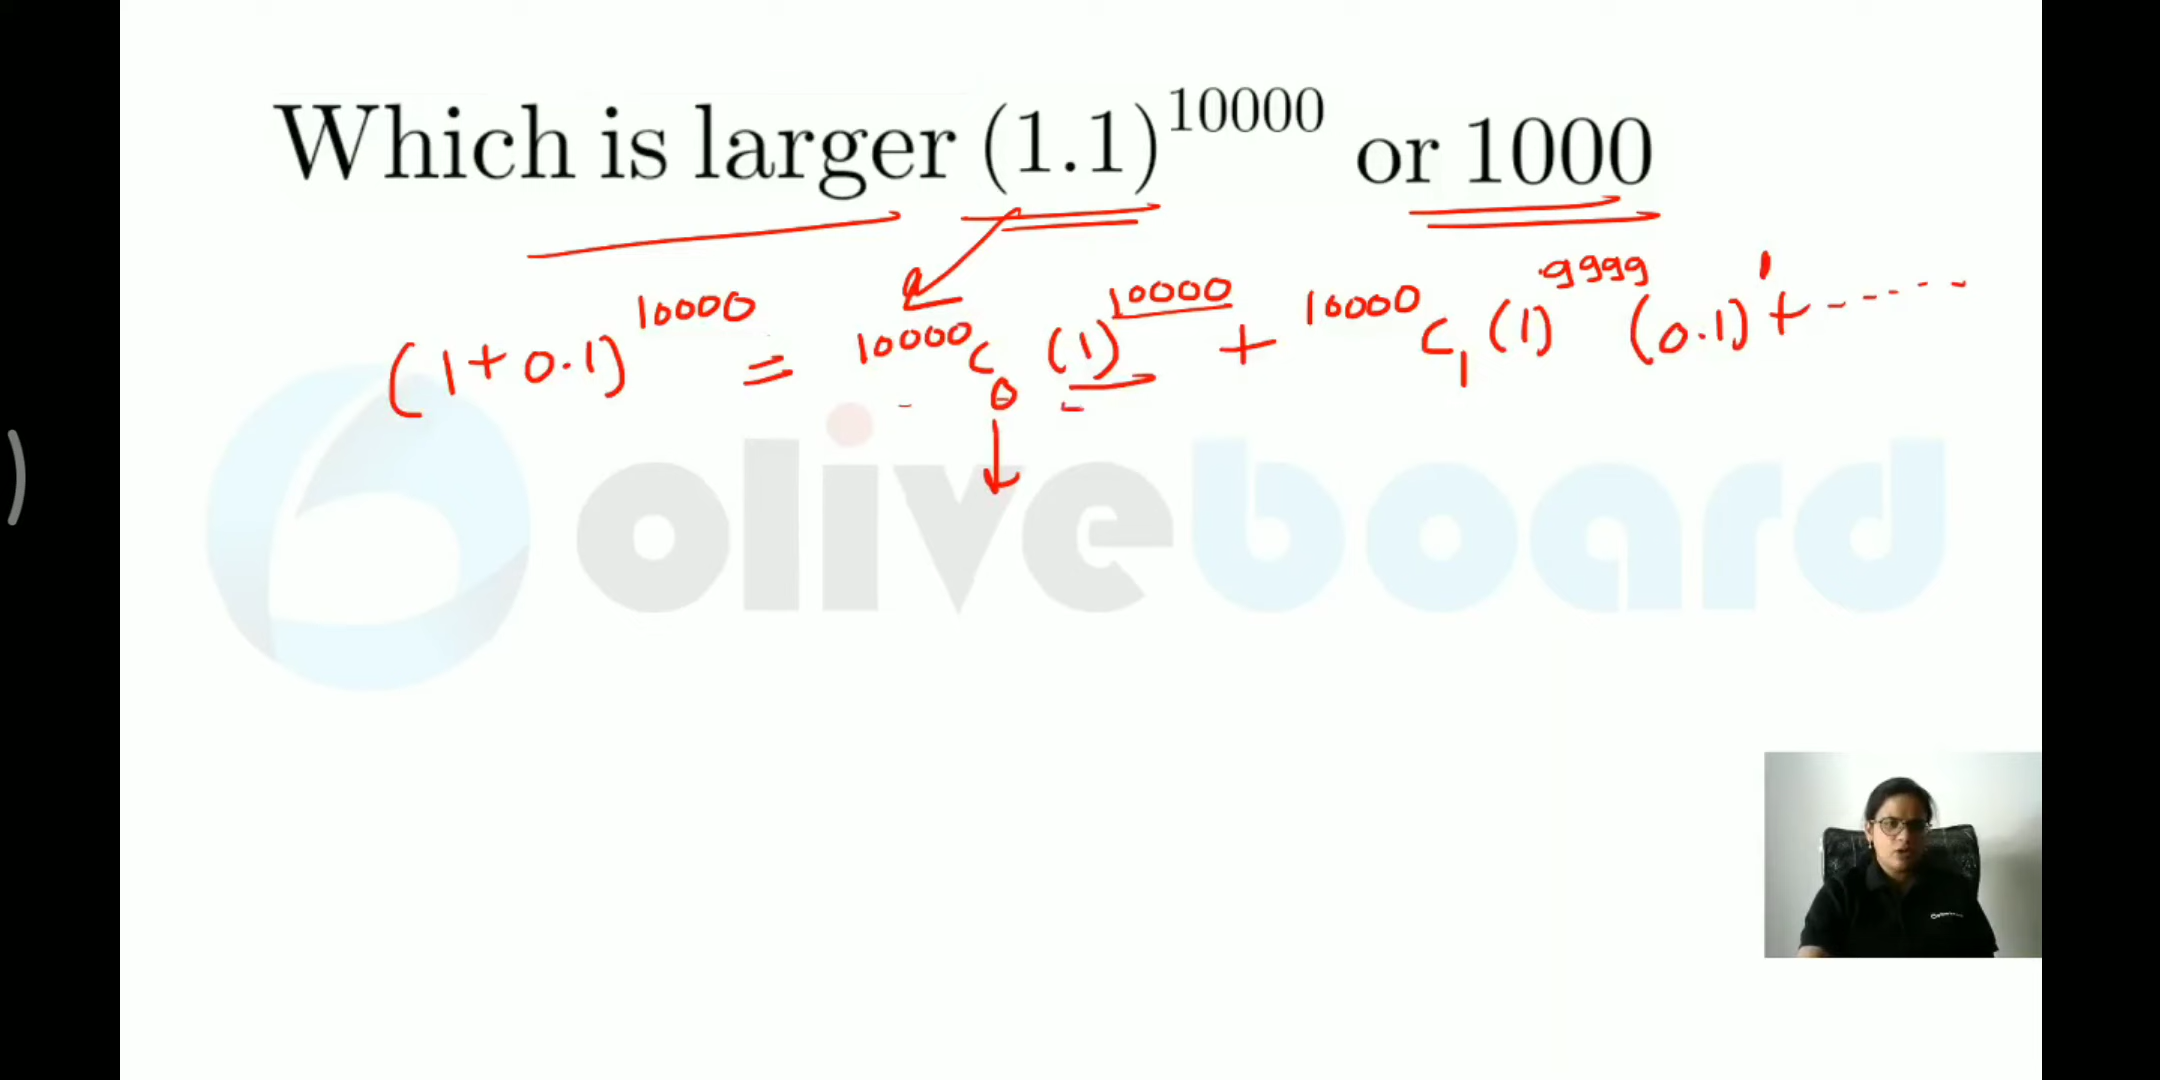 Which is larger (1.1)^10000 or 1000
(1+0.1)^10000 = 10000C0 (1)^10000 + 10000C1 (1)^9999 (0.1)^1 + ------
oliveboard